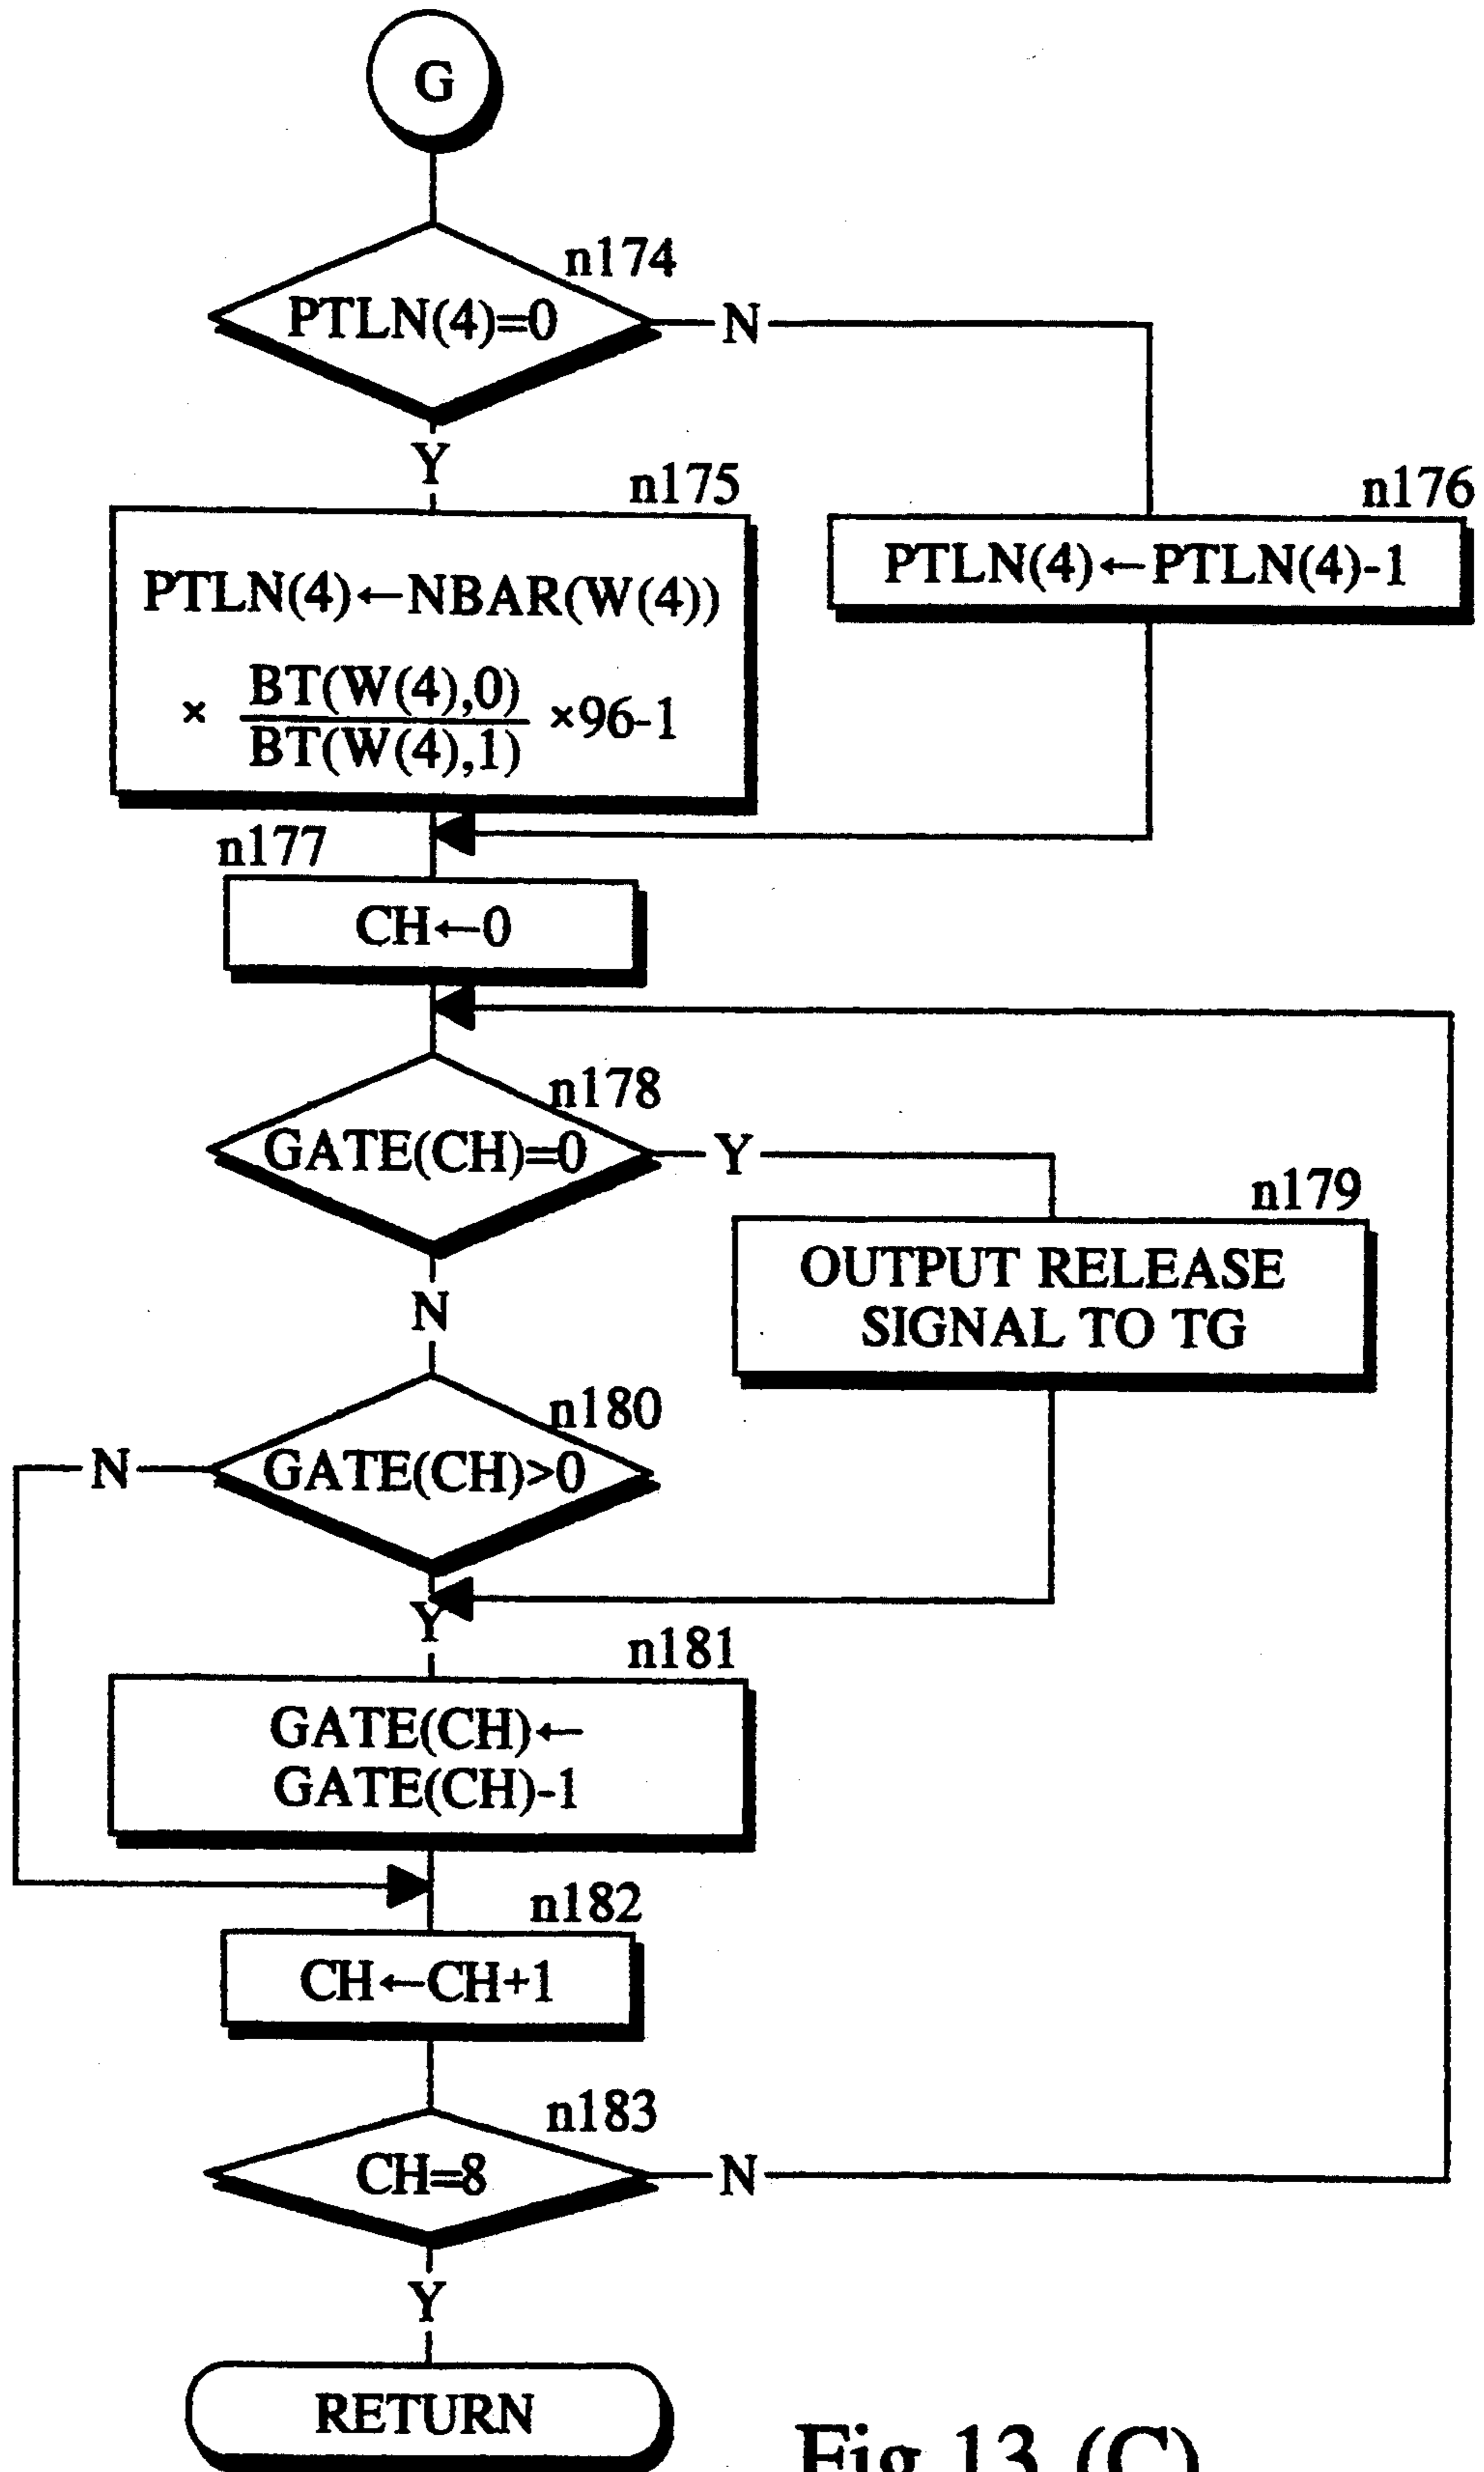 G
n174
PTLN(4)=0
N
Y
n175
n176
PTLN(4)←NBAR(W(4))
× BT(W(4),0) ×96-1
BT(W(4),1)
PTLN(4)←PTLN(4)-1
n177
CH←0
n178
GATE(CH)=0
Y
N
n179
OUTPUT RELEASE
SIGNAL TO TG
n180
GATE(CH)>0
N
Y
n181
GATE(CH)←
GATE(CH)-1
n182
CH←CH+1
n183
CH=8
N
Y
RETURN
Fig.13 (C)